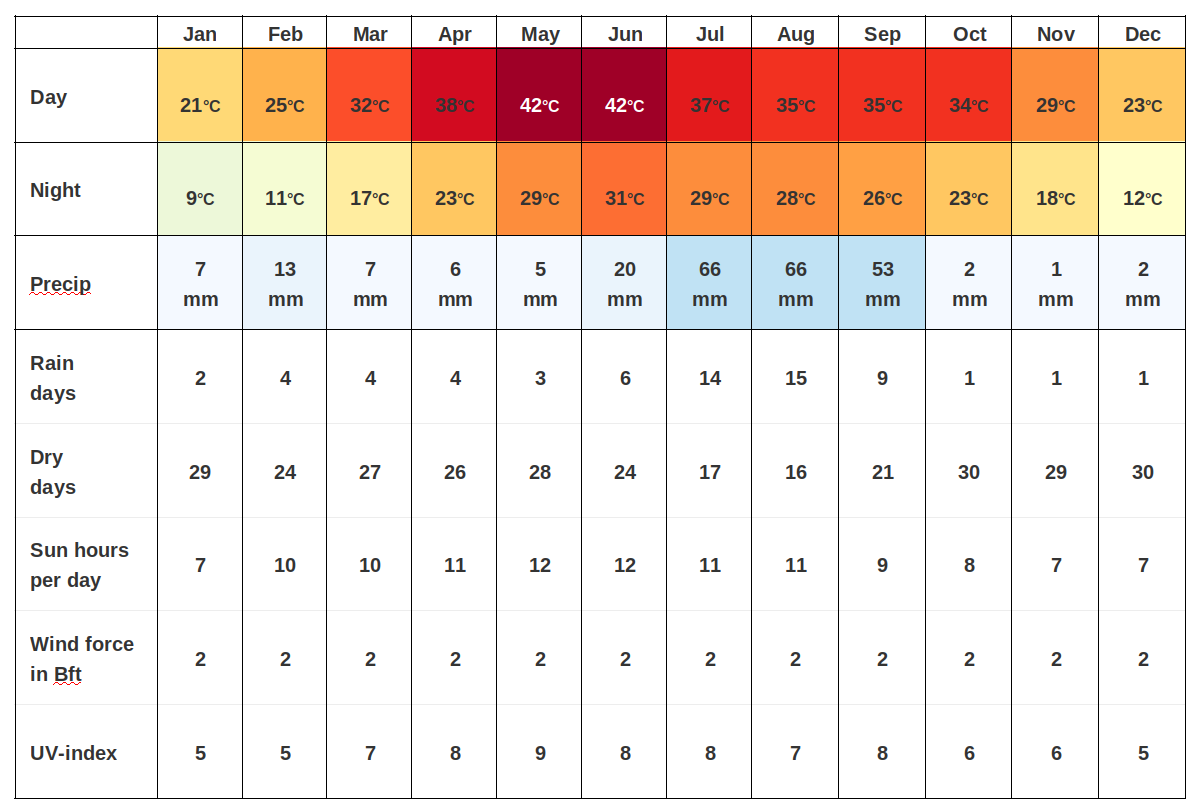 Jan Feb Mar Apr May Jun Jul Aug Sep Oct Nov Dec
Day 21°C 25°C 32°C 38°C 42°C 42°C 37°C 35°C 35°C 34°C 29°C 23°C
Night 9°C 11°C 17°C 23°C 29°C 31°C 29°C 28°C 26°C 23°C 18°C 12°C
Precip 7 mm 13 mm 7 mm 6 mm 5 mm 20 mm 66 mm 66 mm 53 mm 2 mm 1 mm 2 mm
Rain days 2 4 4 4 3 6 14 15 9 1 1 1
Dry days 29 24 27 26 28 24 17 16 21 30 29 30
Sun hours per day 7 10 10 11 12 12 11 11 9 8 7 7
Wind force in Bft 2 2 2 2 2 2 2 2 2 2 2 2
UV-index 5 5 7 8 9 8 8 7 8 6 6 5